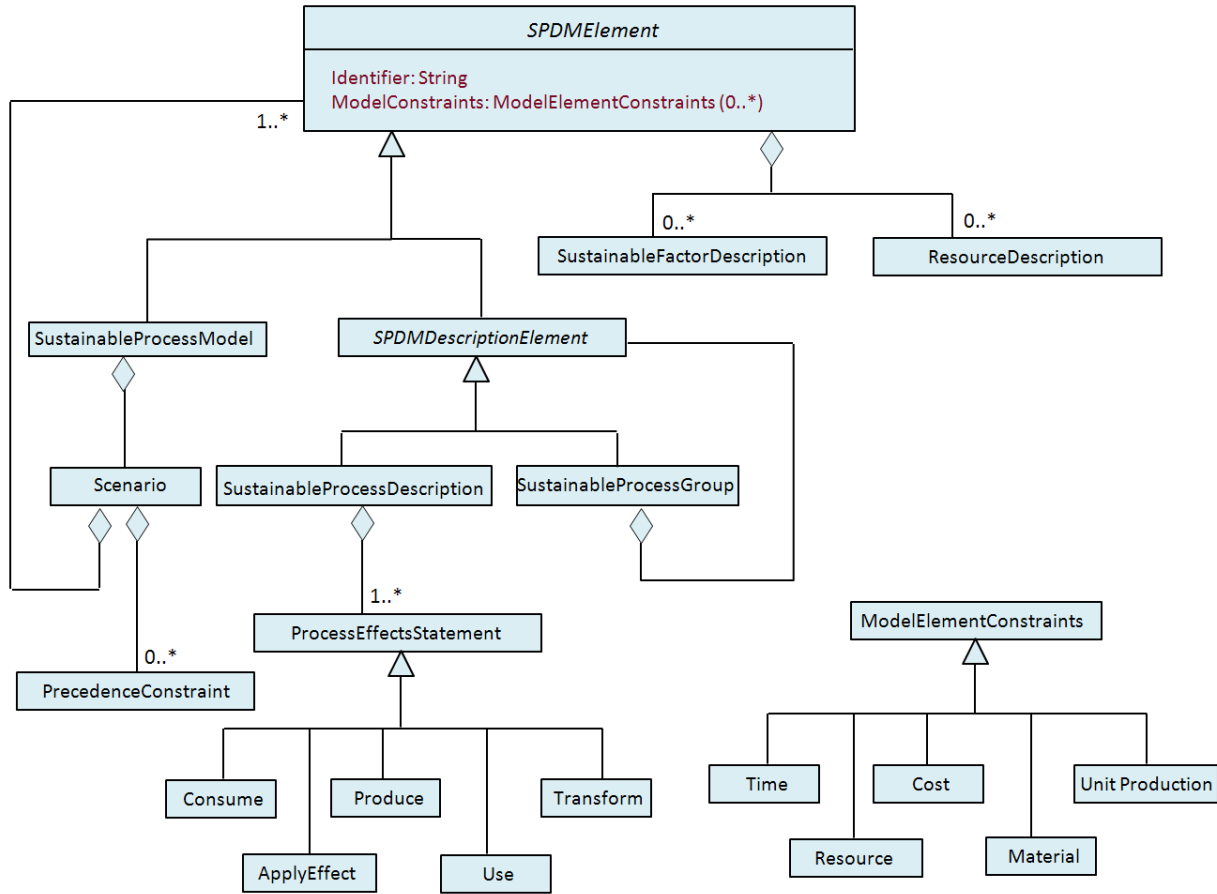 SPDMElement
Identifier: String
ModelConstraints: ModelElementConstraints (0..*)
1..*
0..*
0..*
SustainableFactorDescription
ResourceDescription
SustainableProcessModel
SPDMDescriptionElement
Scenario
SustainableProcessDescription
SustainableProcessGroup
1..*
ProcessEffectsStatement
ModelElementConstraints
0..*
PrecedenceConstraint
Consume
Produce
Transform
Time
Cost
Unit Production
ApplyEffect
Use
Resource
Material